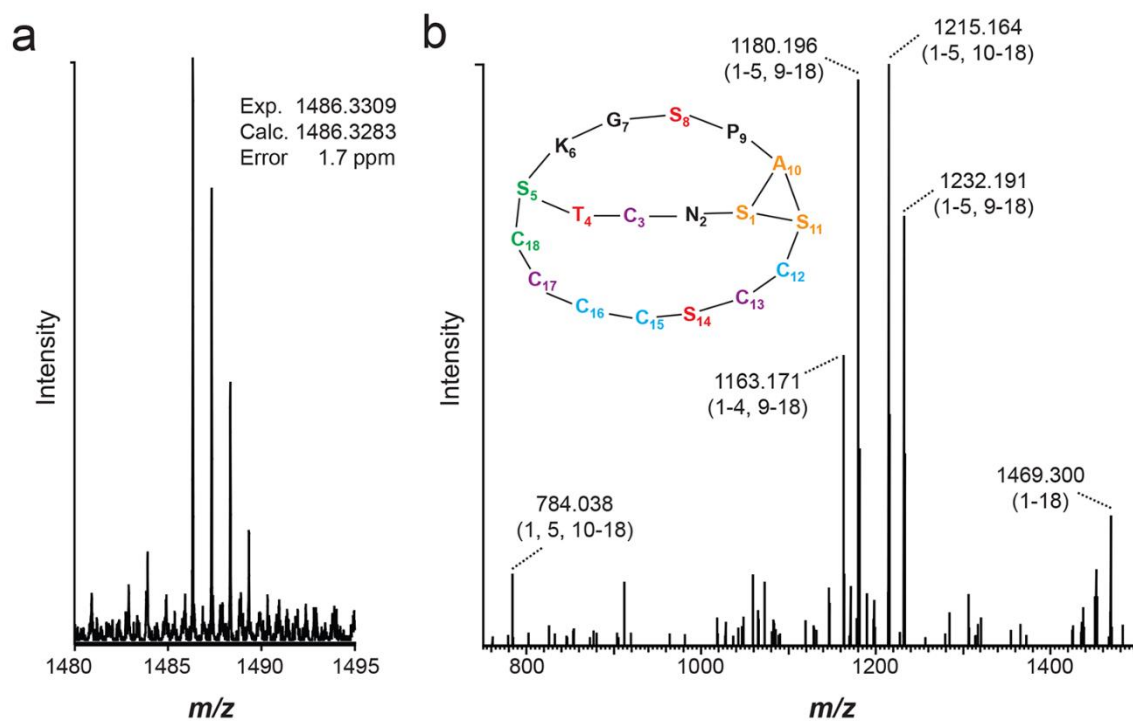 a
Exp. 1486.3309
Calc. 1486.3283
Error 1.7 ppm
Intensity
1480 1485 1490 1495
m/z
b
1180.196
(1-5, 9-18)
1215.164
(1-5, 10-18)
1232.191
(1-5, 9-18)
1163.171
(1-4, 9-18)
1469.300
(1-18)
784.038
(1, 5, 10-18)
G7
S8
P9
K6
A10
S5
T4
C3
N2
S1
S11
C18
C12
C17
C13
C16
C15
S14
Intensity
800 1000 1200 1400
m/z